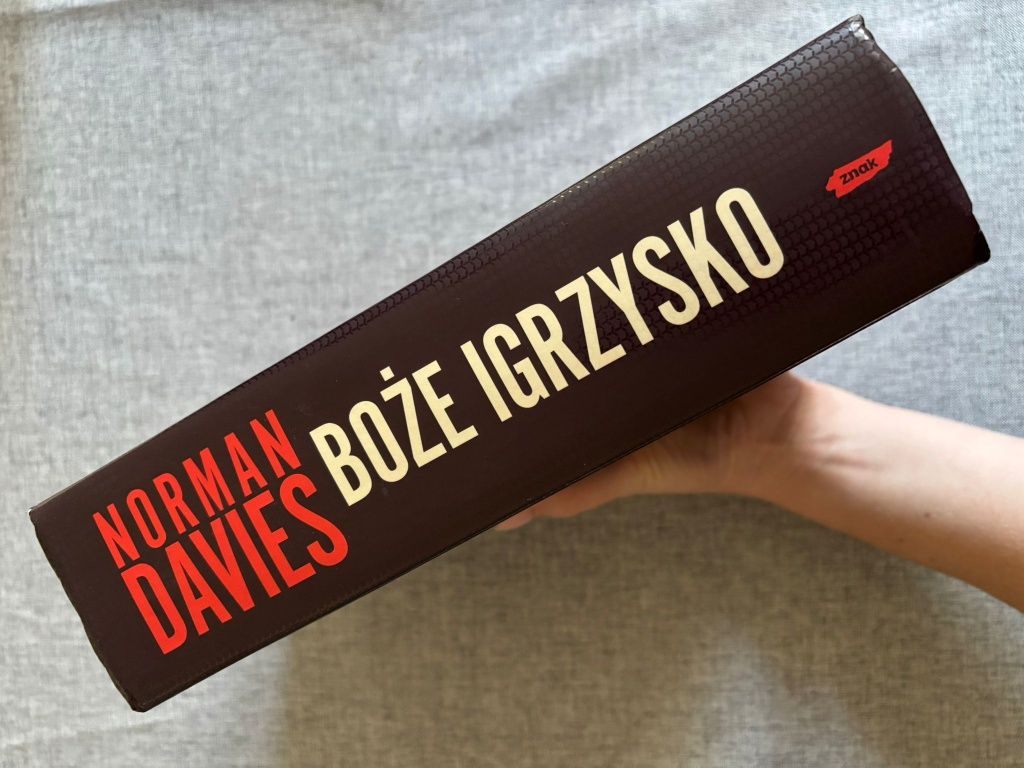 NORMAN
DAVIES
BOŻE IGRZYSKO
znak